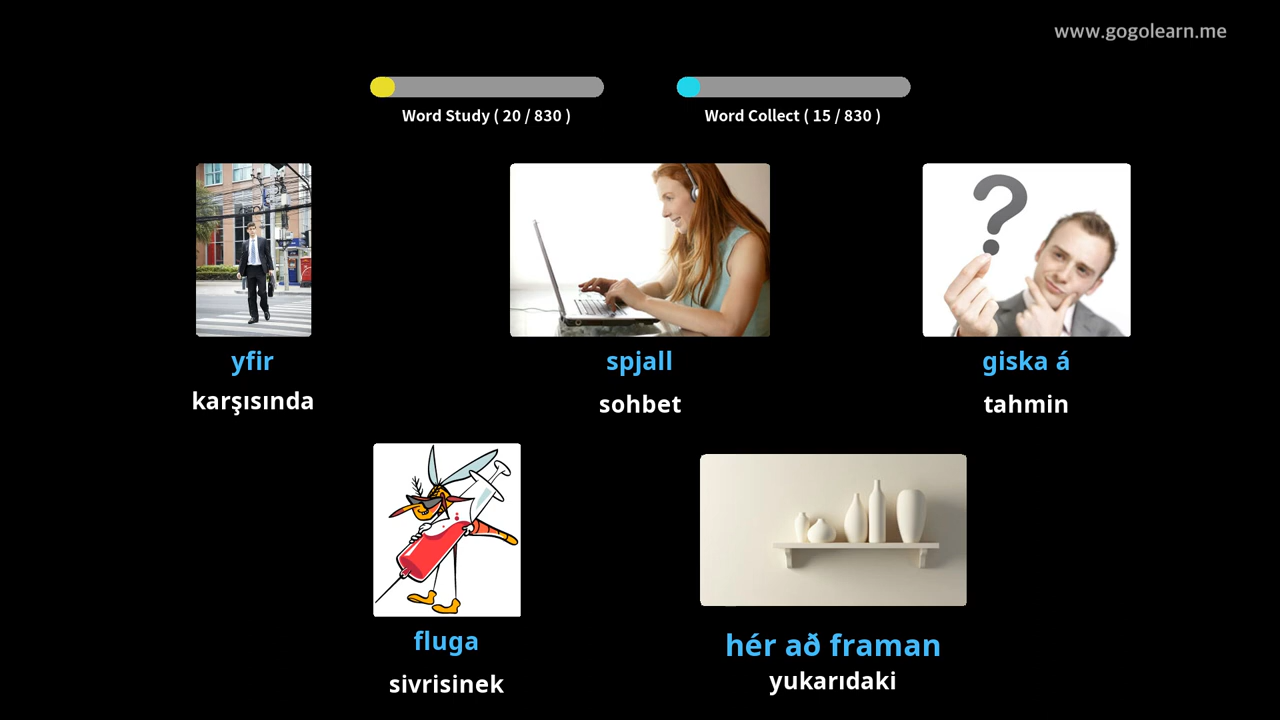 www.gogolearn.me
Word Study ( 20 / 830 )
Word Collect ( 15 / 830 )
yfir
karşısında
spjall
sohbet
giska á
tahmin
fluga
sivrisinek
hér að framan
yukarıdaki